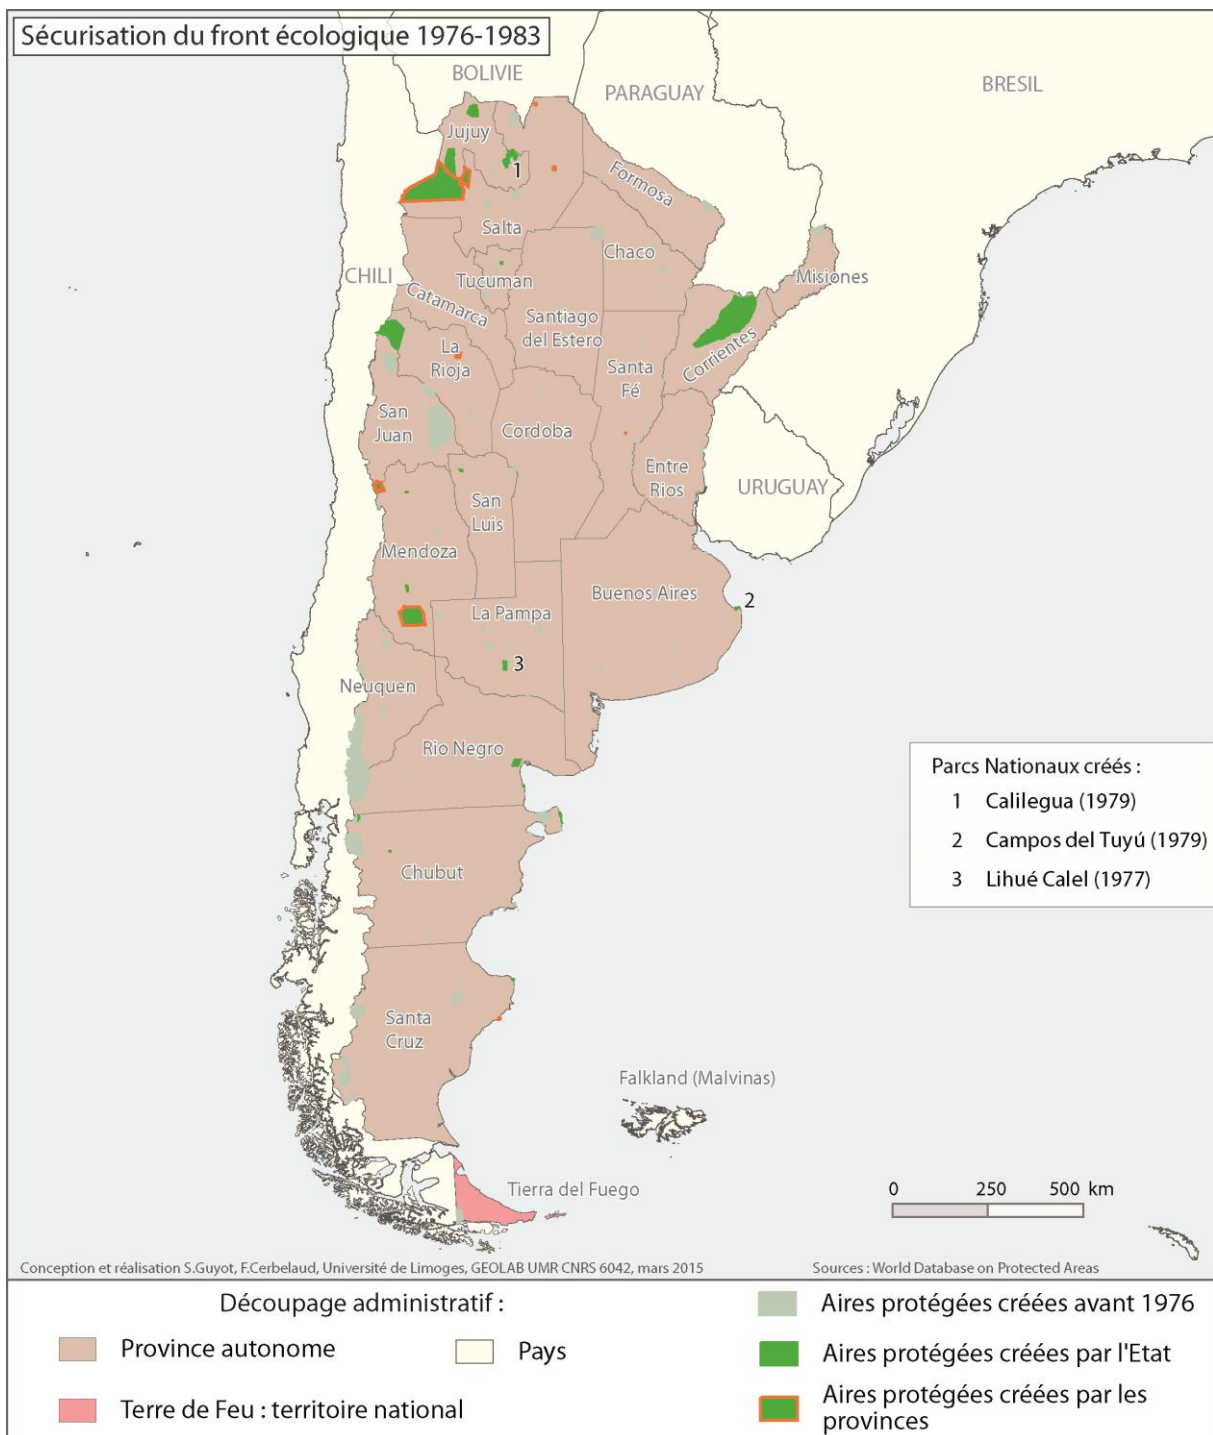 Sécurisation du front écologique 1976-1983
BOLIVIE
PARAGUAY
BRESIL
Jujuy
1
Formosa
Salta
Chaco
CHILI
Tucuman
Misiones
Catamarca
Santiago
del Estero
La
Rioja
Corrientes
Santa
Fé
San
Juan
Cordoba
Entre
Rios
URUGUAY
San
Luis
Mendoza
Buenos Aires
2
La Pampa
3
Neuquen
Rio Negro
Parcs Nationaux créés :
1 Calilegua (1979)
2 Campos del Tuyú (1979)
3 Lihué Calel (1977)
Chubut
Santa
Cruz
Falkland (Malvinas)
Tierra del Fuego
0 250 500 km
Conception et réalisation S.Guyot, F.Cerbelaud, Université de Limoges, GEOLAB UMR CNRS 6042, mars 2015
Sources : World Database on Protected Areas
Découpage administratif :
Province autonome
Pays
Terre de Feu : territoire national
Aires protégées créées avant 1976
Aires protégées créées par l'Etat
Aires protégées créées par les
provinces